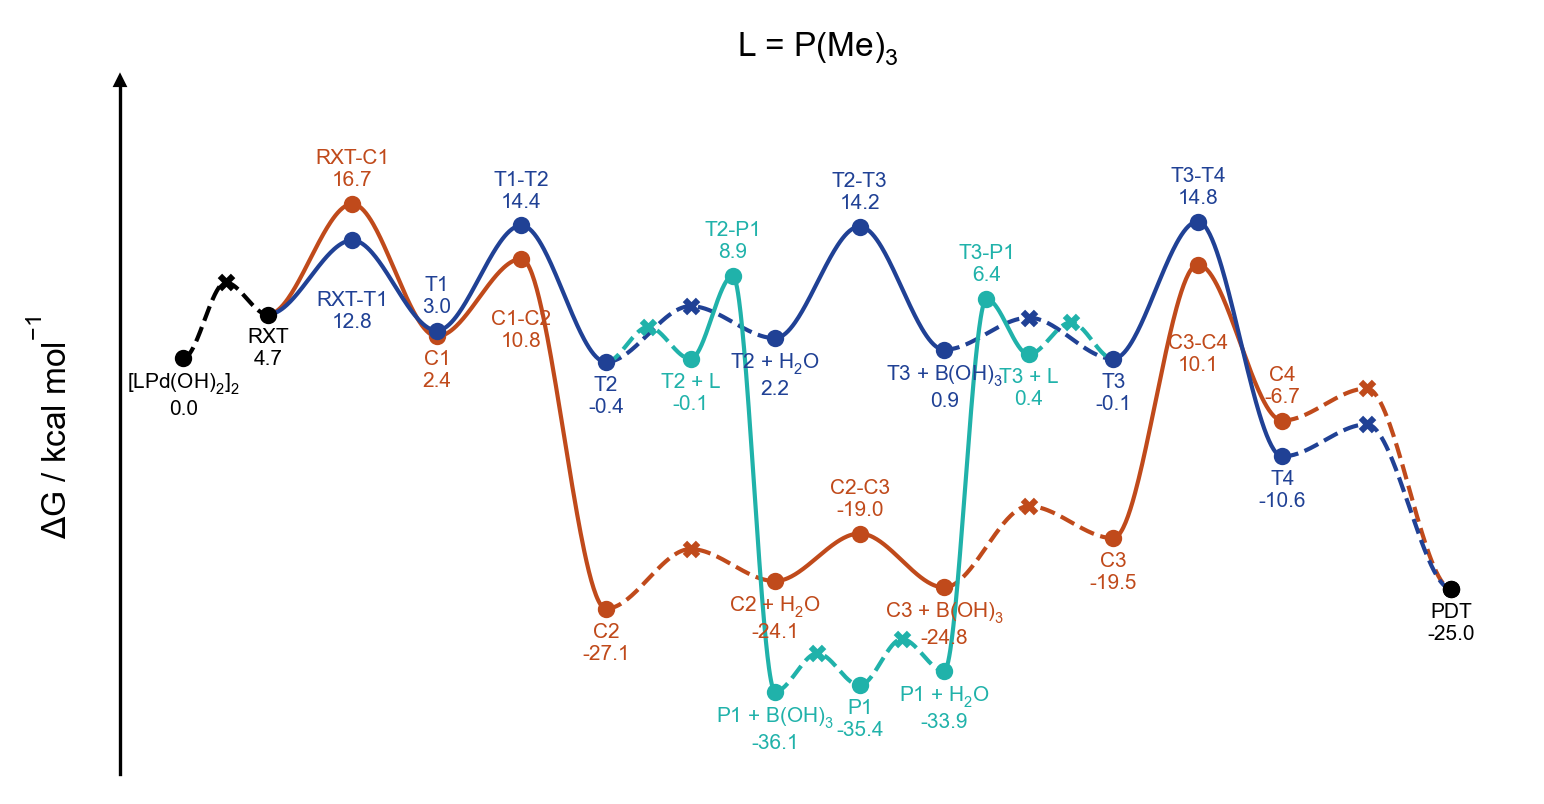 L = P(Me)₃
ΔG / kcal mol⁻¹
[LPd(OH)₂]₂
0.0
RXT
4.7
RXT-C1
16.7
RXT-T1
12.8
T1
3.0
C1
2.4
T1-T2
14.4
C1-C2
10.8
T2
-0.4
C2
-27.1
T2 + L
-0.1
T2-P1
8.9
T2 + H₂O
2.2
C2 + H₂O
-24.1
P1 + B(OH)₃
-36.1
T2-T3
14.2
C2-C3
-19.0
P1
-35.4
T3 + B(OH)₃
0.9
C3 + B(OH)₃
-24.8
P1 + H₂O
-33.9
T3-P1
6.4
T3 + L
0.4
T3
-0.1
C3
-19.5
T3-T4
14.8
C3-C4
10.1
C4
-6.7
T4
-10.6
PDT
-25.0